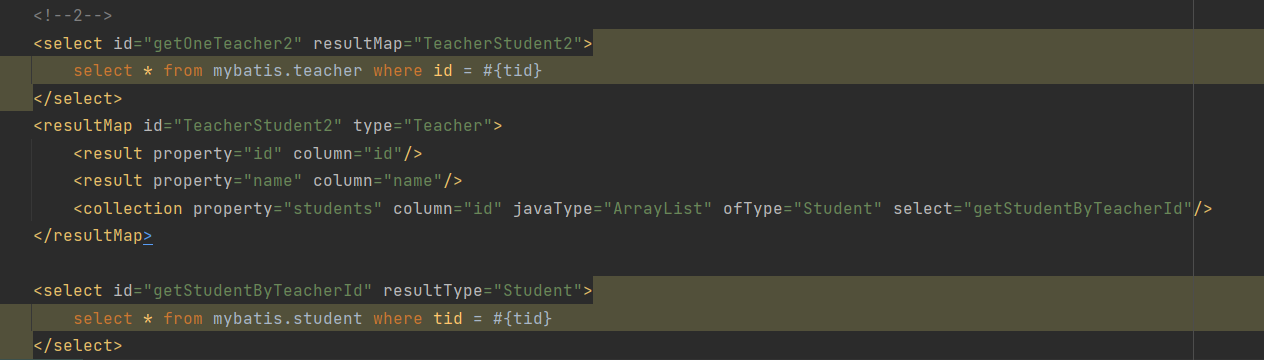 <!--2-->
<select id="getOneTeacher2" resultMap="TeacherStudent2">
select * from mybatis.teacher where id = #{tid}
</select>
<resultMap id="TeacherStudent2" type="Teacher">
<result property="id" column="id"/>
<result property="name" column="name"/>
<collection property="students" column="id" javaType="ArrayList" ofType="Student" select="getStudentByTeacherId"/>
</resultMap>
<select id="getStudentByTeacherId" resultType="Student">
select * from mybatis.student where tid = #{tid}
</select>